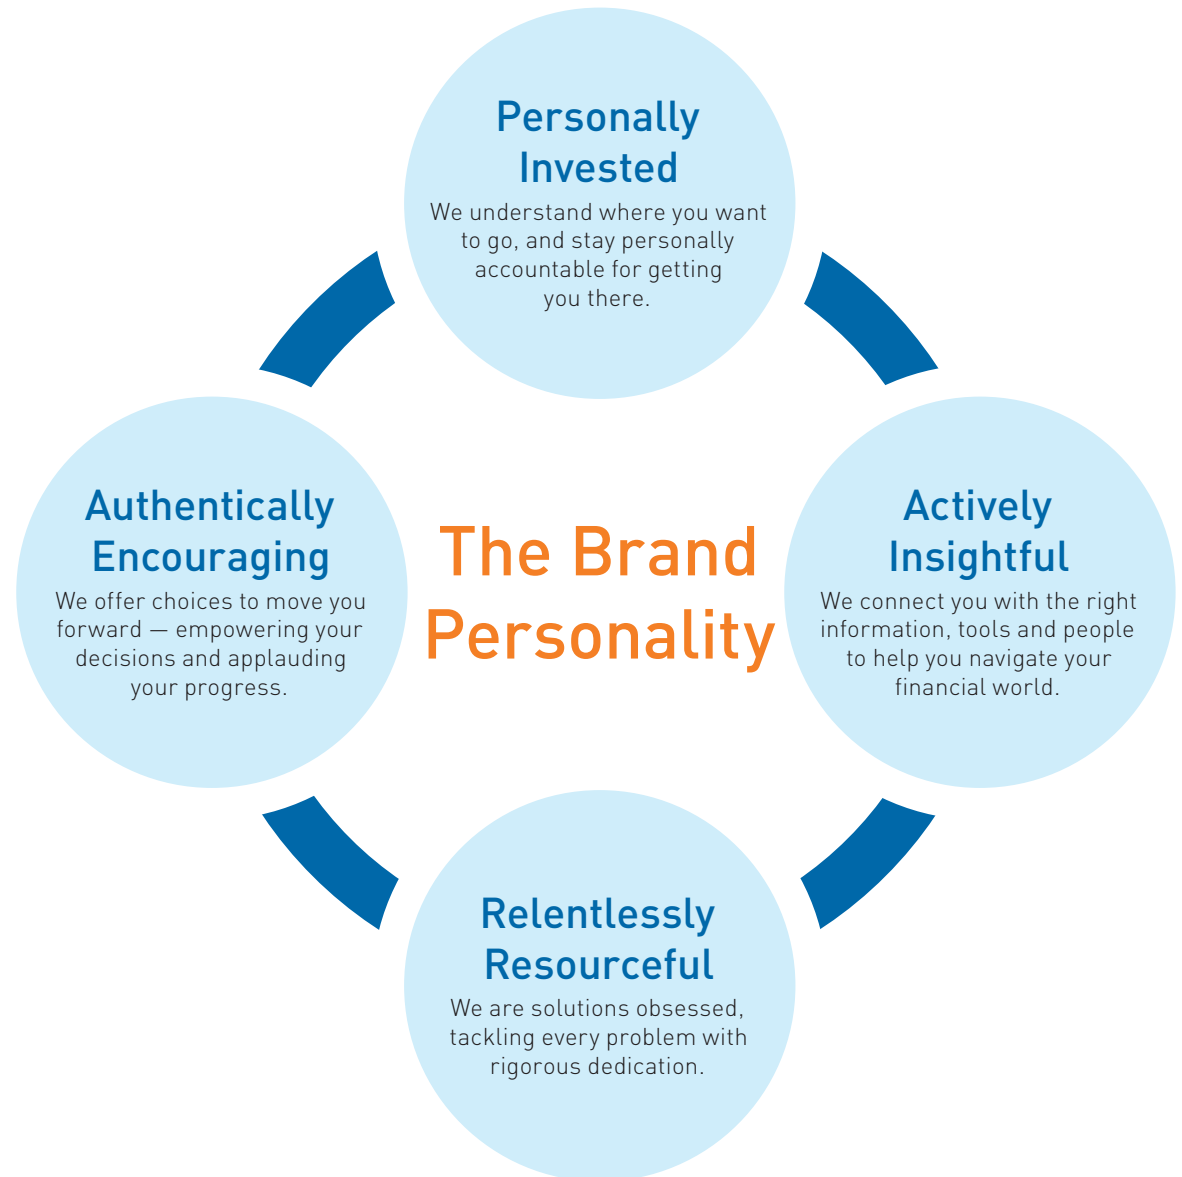 Personally
Invested
We understand where you want
to go, and stay personally
accountable for getting
you there.
Authentically
Encouraging
We offer choices to move you
forward — empowering your
decisions and applauding
your progress.
The Brand
Personality
Actively
Insightful
We connect you with the right
information, tools and people
to help you navigate your
financial world.
Relentlessly
Resourceful
We are solutions obsessed,
tackling every problem with
rigorous dedication.